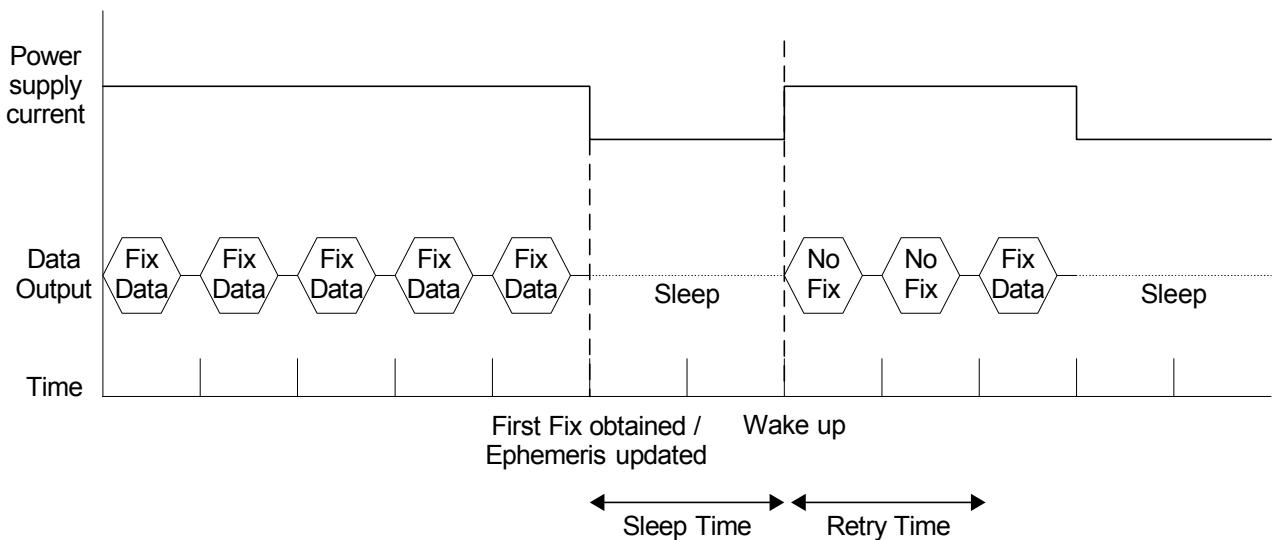 Power
supply
current
Data
Output
Fix
Data
Fix
Data
Fix
Data
Fix
Data
Fix
Data
Sleep
No
Fix
No
Fix
Fix
Data
Sleep
Time
First Fix obtained /
Ephemeris updated
Wake up
Sleep Time
Retry Time